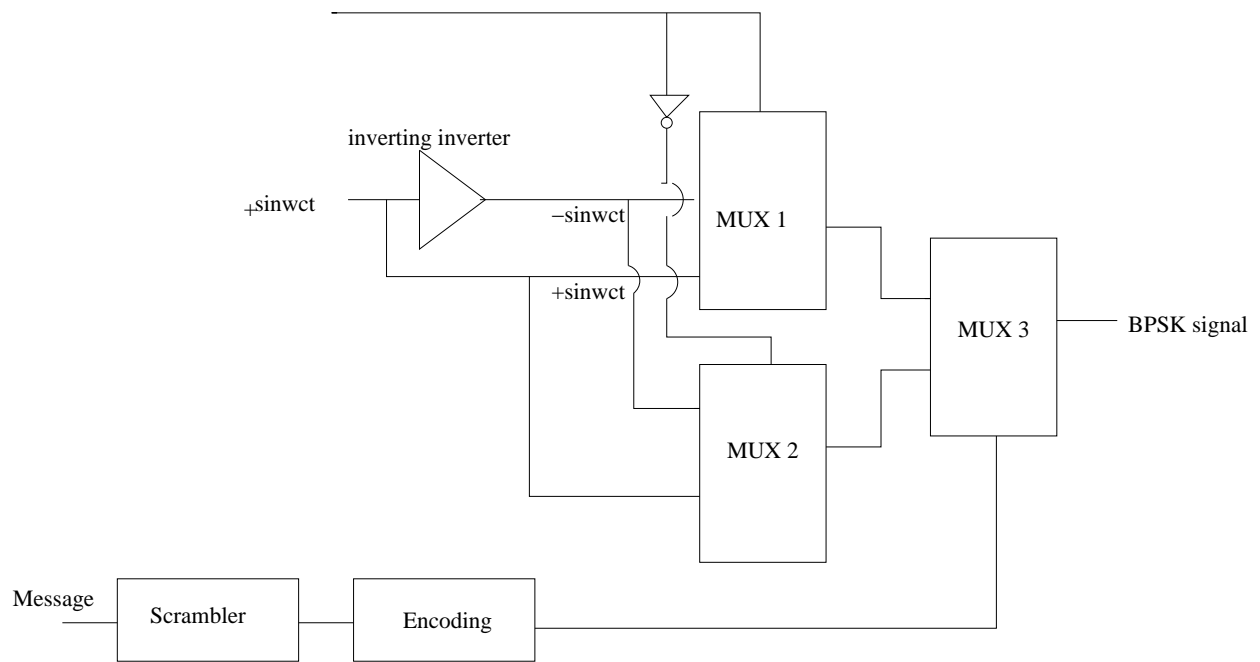 inverting inverter
+sinwct
−sinwct
MUX 1
+sinwct
MUX 3
BPSK signal
MUX 2
Message
Scrambler
Encoding